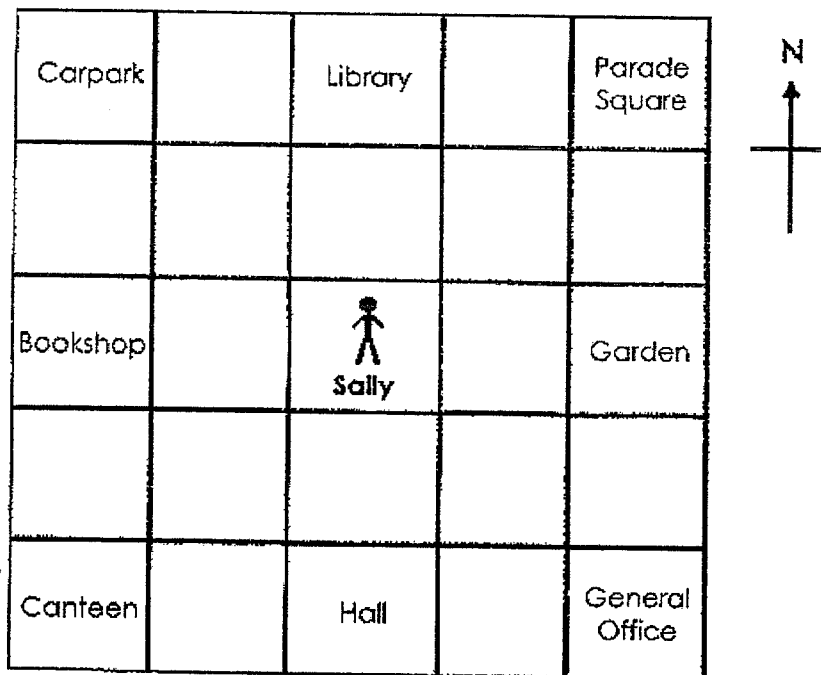 Carpark
Library
Parade
Square
N
Bookshop
Sally
Garden
Canteen
Hall
General
Office